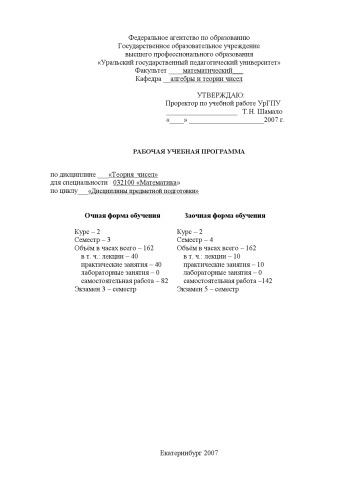 Федеральное агентство по образованию
Государственное образовательное учреждение
высшего профессионального образования
«Уральский государственный педагогический университет»
Факультет ____математический___
Кафедра __алгебры и теории чисел
УТВЕРЖДАЮ:
Проректор по учебной работе УрГПУ
____________________ Т.Н. Шамало
«____» _____________________2007 г.
РАБОЧАЯ УЧЕБНАЯ ПРОГРАММА
по дисциплине ___«Теория чисел»
для специальности 032100 «Математика»
по циклу___«Дисциплины предметной подготовки»
Очная форма обучения
Курс – 2
Семестр – 3
Объём в часах всего – 162
в т. ч.: лекции – 40
практические занятия – 40
лабораторные занятия – 0
самостоятельная работа – 82
Экзамен 3 – семестр
Заочная форма обучения
Курс – 2
Семестр – 4
Объём в часах всего – 162
в т. ч.: лекции – 10
практические занятия – 10
лабораторные занятия – 0
самостоятельная работа –142
Экзамен 5 – семестр
Екатеринбург 2007